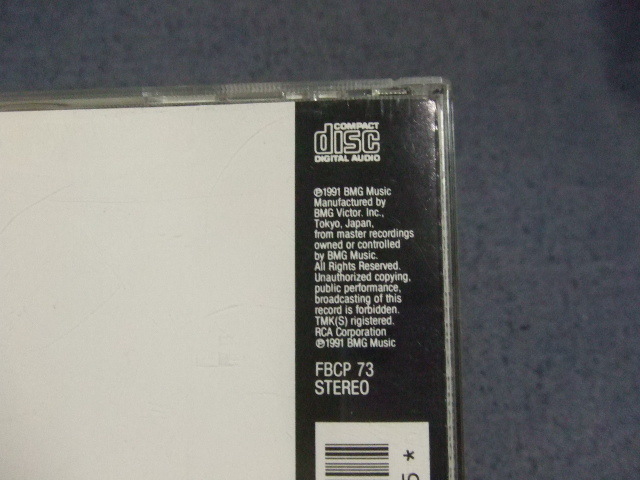 COMPACT
disc
DIGITAL AUDIO
℗1991 BMG Music
Manufactured by
BMG Victor. Inc.,
Tokyo, Japan,
from master recordings
owned or controlled
by BMG Music.
All Rights Reserved.
Unauthorized copying,
public performance,
broadcasting of this
record is forbidden.
TMK(S) rigistered.
RCA Corporation
℗1991 BMG Music
FBCP 73
STEREO
5 *